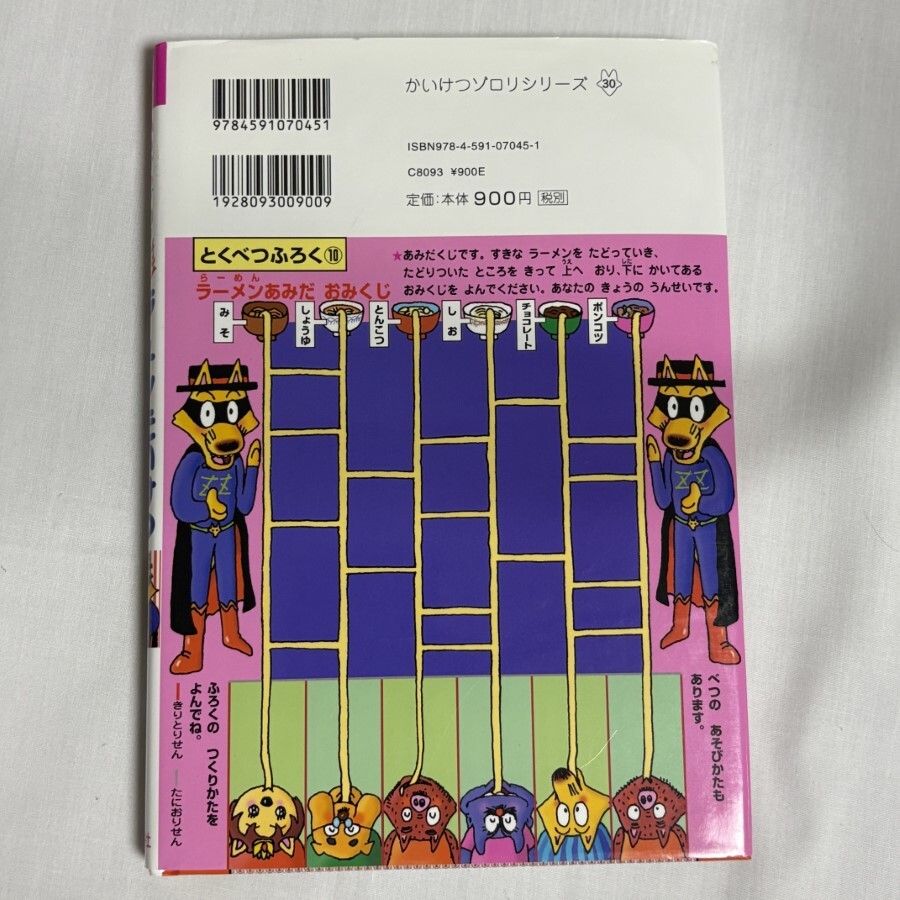 かいけつゾロリシリーズ 30
9784591070451
ISBN978-4-591-07045-1
C8093 ¥900E
1928093009009
定価:本体900円 税別
とくべつふろく⑩
らーめん
ラーメンあみだ おみくじ
★あみだくじです。すきな ラーメンを たどっていき、
たどりついた ところを きって 上へ おり、下に かいてある
うえ
した
おみくじを よんでください。あなたの きょうの うんせいです。
みそ
しょうゆ
とんこつ
しお
チョコレート
ポンコツ
ZZ
ZZ
べつの あそびかたも
あります。
ふろくの つくりかたを
よんでね。
きりとりせん
たにおりせん
社